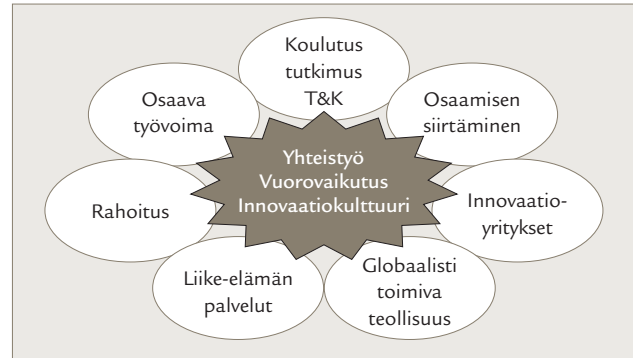 Koulutus
tutkimus
T&K
Osaava
työvoima
Osaamisen
siirtäminen
Yhteistyö
Vuorovaikutus
Innovaatiokulttuuri
Rahoitus
Innovaatio-
yritykset
Liike-elämän
palvelut
Globaalisti
toimiva
teollisuus